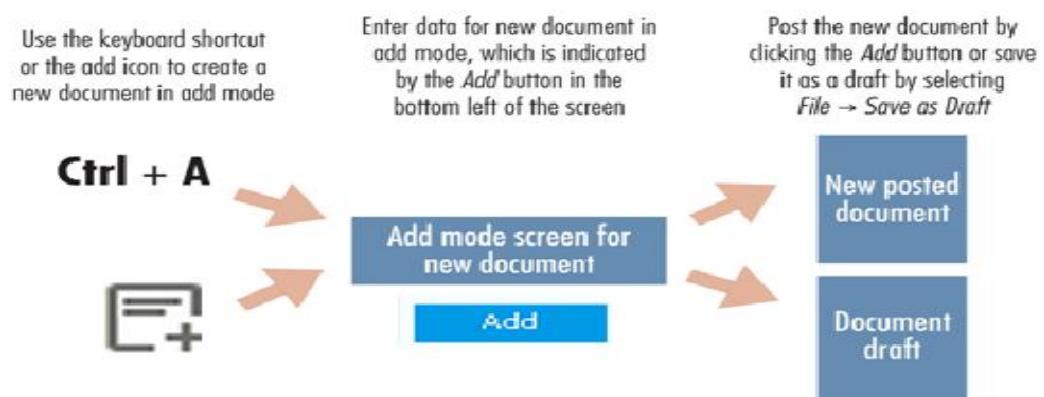 Use the keyboard shortcut
or the add icon to create a
new document in add mode
Enter data for new document in
add mode, which is indicated
by the Add button in the
bottom left of the screen
Post the new document by
clicking the Add button or save
it as a draft by selecting
File → Save as Draft
Ctrl + A
Add mode screen for
new document
Add
New posted
document
Document
draft